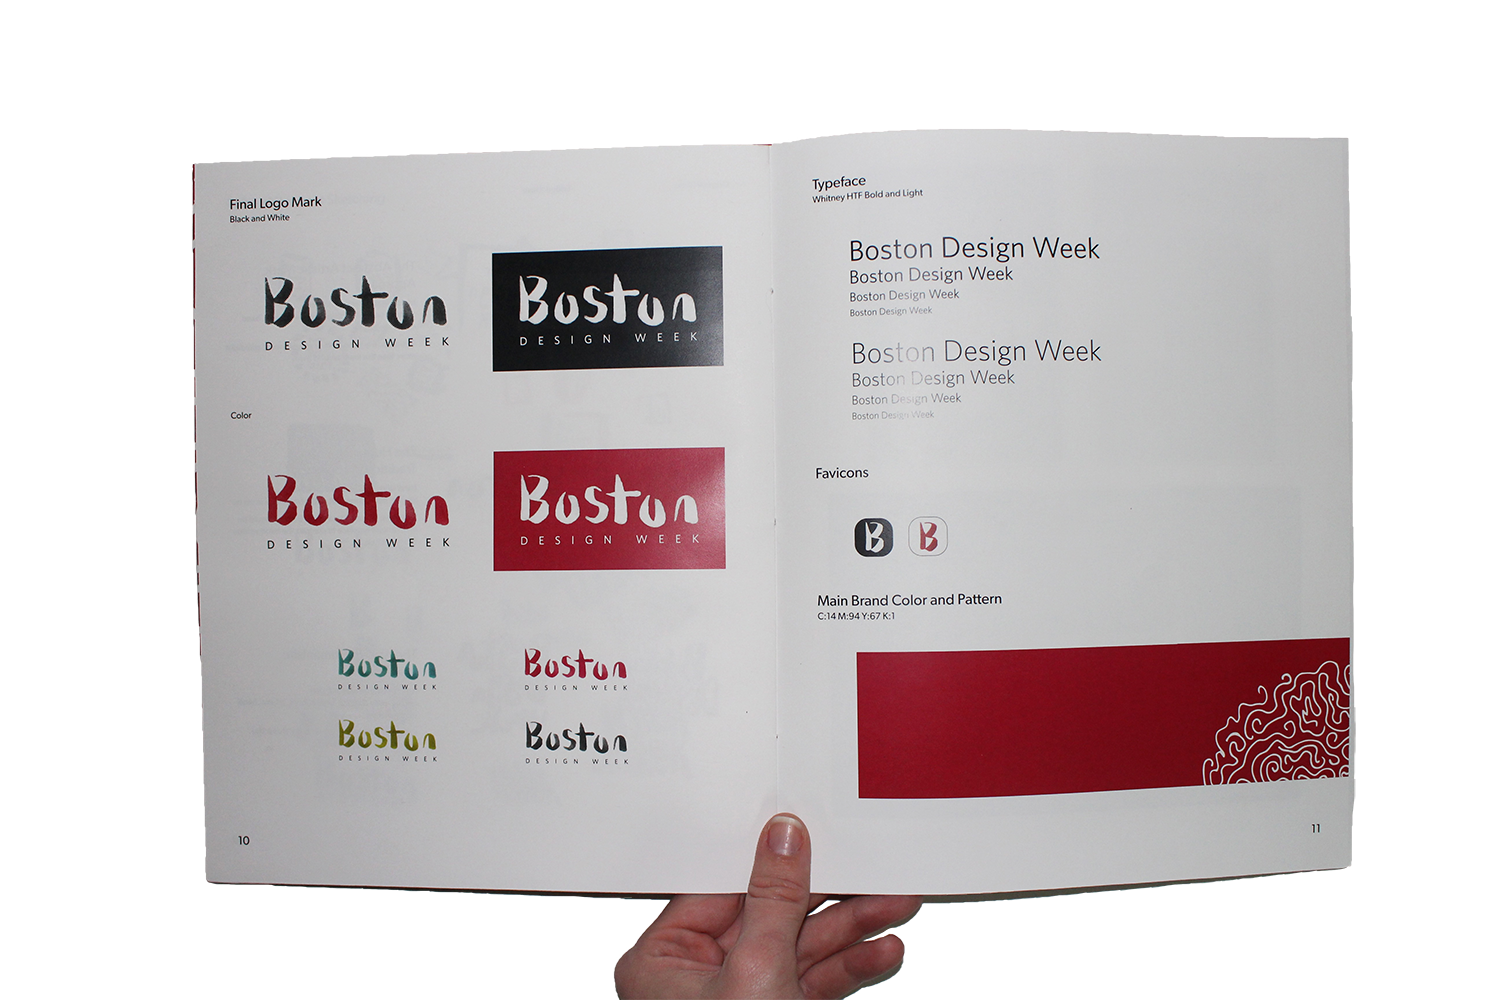 Final Logo Mark
Black and White
Boston
DESIGN WEEK
Boston
DESIGN WEEK
Color
Boston
DESIGN WEEK
Boston
DESIGN WEEK
Boston
DESIGN WEEK
Boston
DESIGN WEEK
Boston
DESIGN WEEK
Boston
DESIGN WEEK
10
Typeface
Whitney HTF Bold and Light
Boston Design Week
Boston Design Week
Boston Design Week
Boston Design Week
Boston Design Week
Boston Design Week
Boston Design Week
Boston Design Week
Favicons
B
B
Main Brand Color and Pattern
C:14 M:94 Y:67 K:1
11